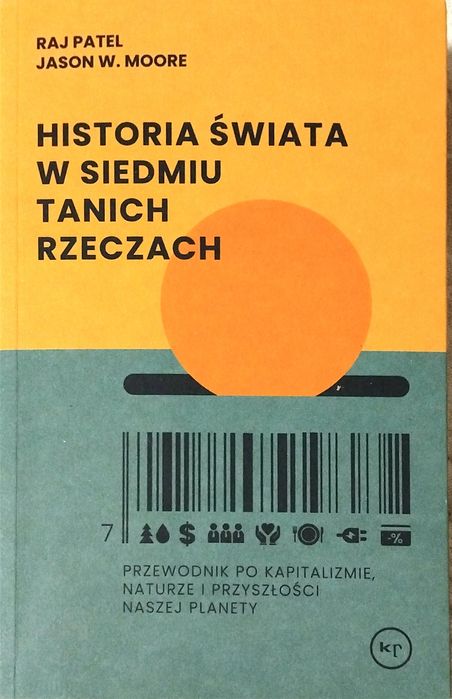 RAJ PATEL
JASON W. MOORE
HISTORIA ŚWIATA
W SIEDMIU
TANICH
RZECZACH
7 $ -%
PRZEWODNIK PO KAPITALIZMIE,
NATURZE I PRZYSZŁOŚCI
NASZEJ PLANETY
kr